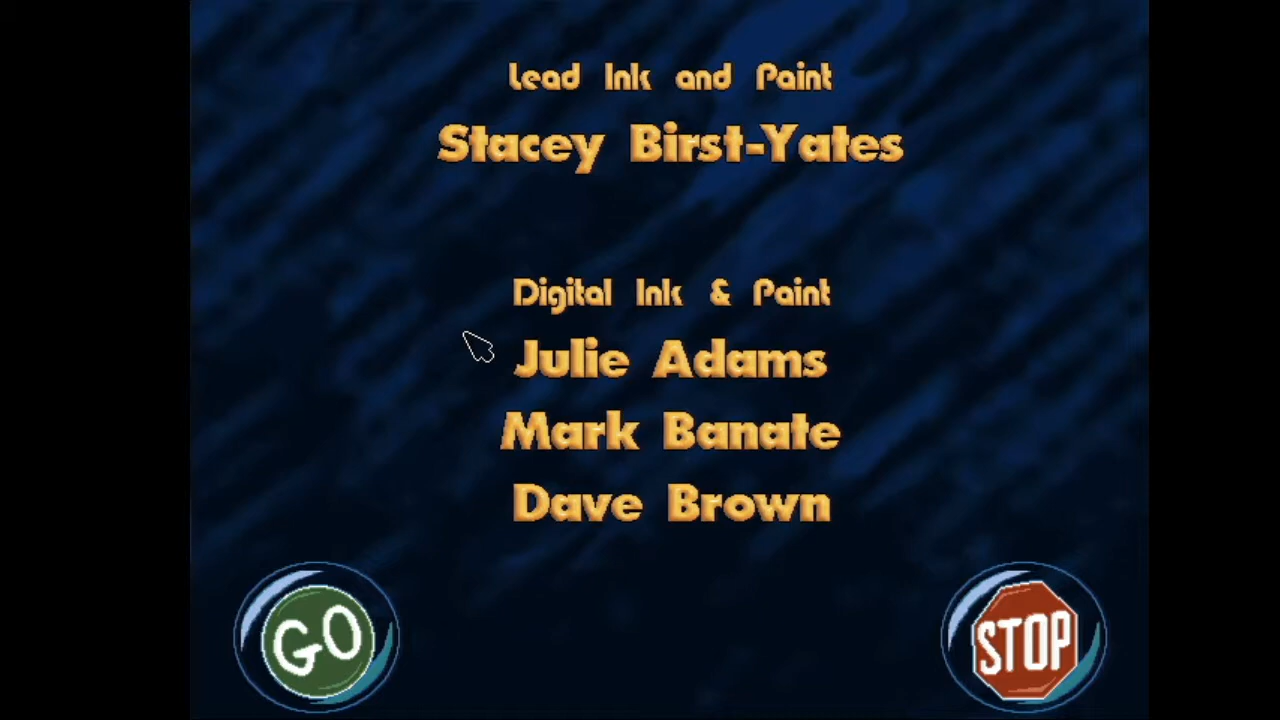 Lead Ink and Paint
Stacey Birst-Yates
Digital Ink & Paint
Julie Adams
Mark Banate
Dave Brown
GO
STOP